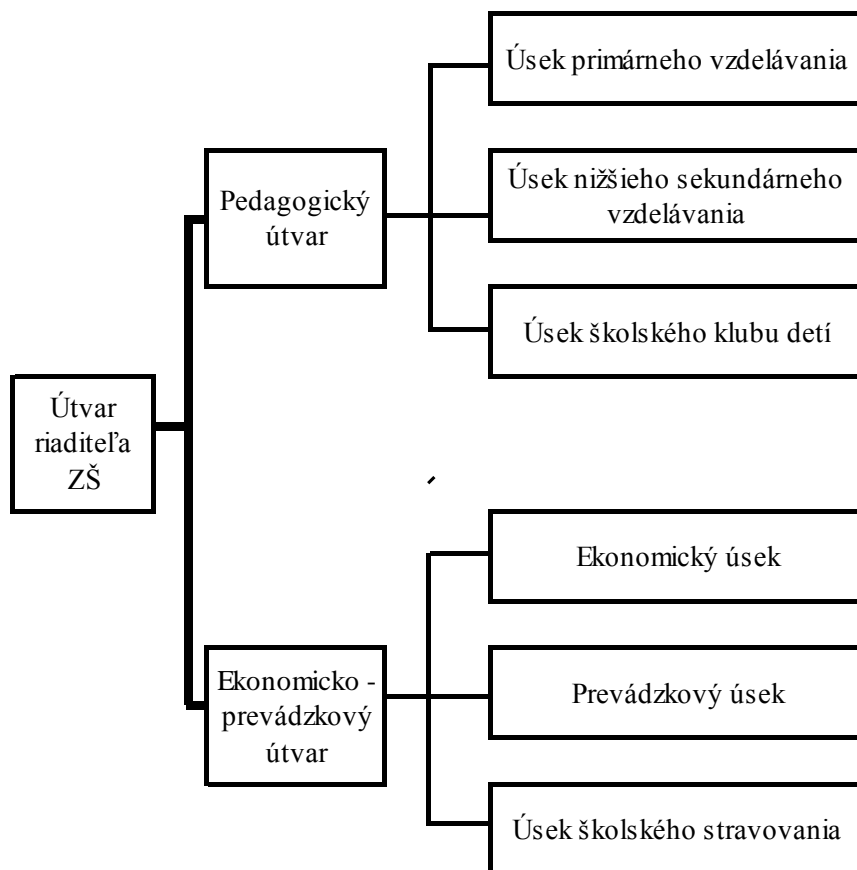 Úsek primárneho vzdelávania
Úsek nižšieho sekundárneho
vzdelávania
Pedagogický
útvar
Úsek školského klubu detí
Útvar
riaditeľa
ZŠ
Ekonomický úsek
Ekonomicko -
prevádzkový
útvar
Prevádzkový úsek
Úsek školského stravovania